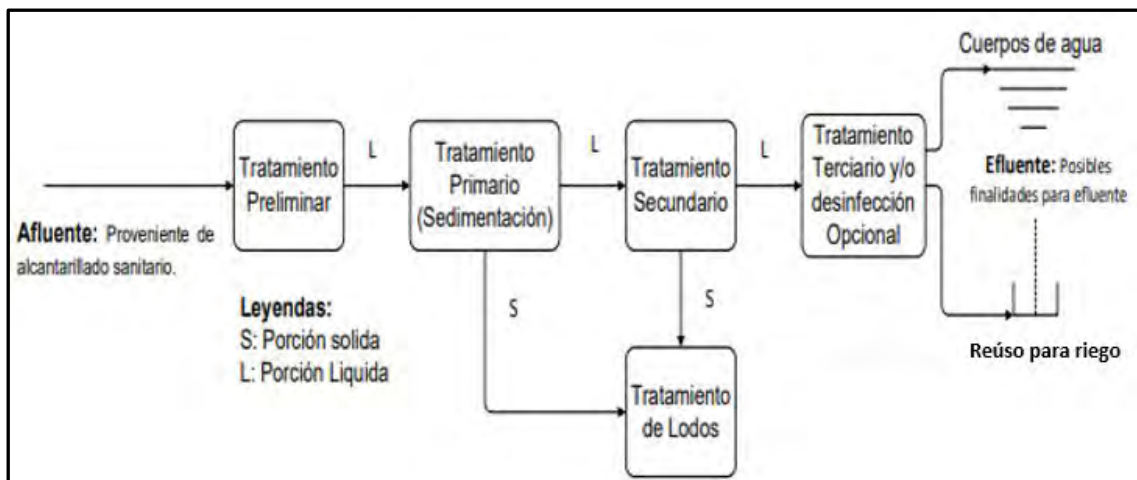 Cuerpos de agua
Tratamiento
Preliminar
L
Tratamiento
Primario
(Sedimentación)
L
Tratamiento
Secundario
L
Tratamiento
Terciario y/o
desinfección
Opcional
Efluente: Posibles
finalidades para efluente
Afluente: Proveniente de
alcantarillado sanitario.
Leyendas:
S: Porción solida
L: Porción Liquida
S
S
Tratamiento
de Lodos
Reúso para riego